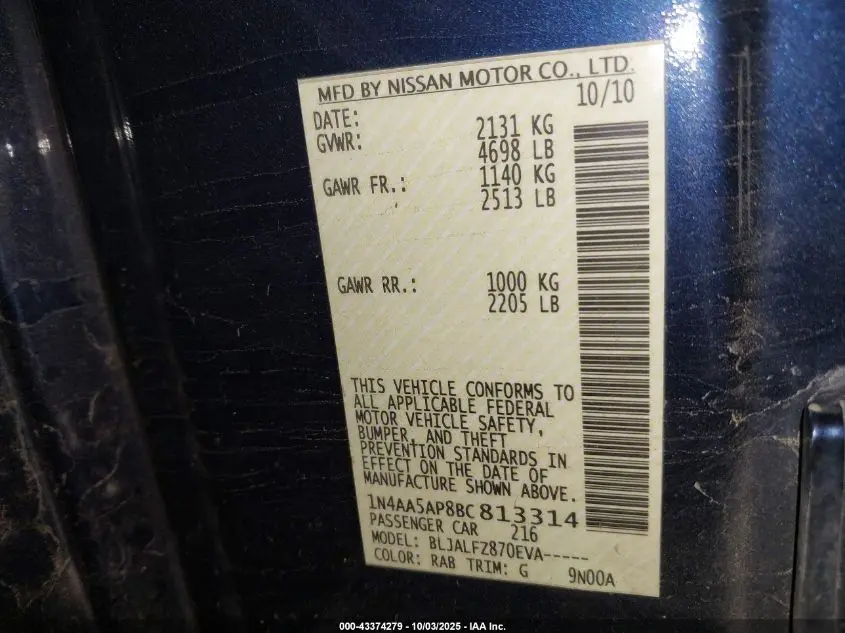 MFD BY NISSAN MOTOR CO., LTD.
DATE: 10/10
GVWR: 2131 KG
4698 LB
GAWR FR.: 1140 KG
2513 LB
GAWR RR.: 1000 KG
2205 LB
THIS VEHICLE CONFORMS TO
ALL APPLICABLE FEDERAL
MOTOR VEHICLE SAFETY,
BUMPER, AND THEFT
PREVENTION STANDARDS IN
EFFECT ON THE DATE OF
MANUFACTURE SHOWN ABOVE.
1N4AA5AP8BC813314
PASSENGER CAR 216
MODEL: BLJALFZ870EVA-----
COLOR: RAB TRIM: G 9N00A
000-43374279 - 10/03/2025 - IAA Inc.